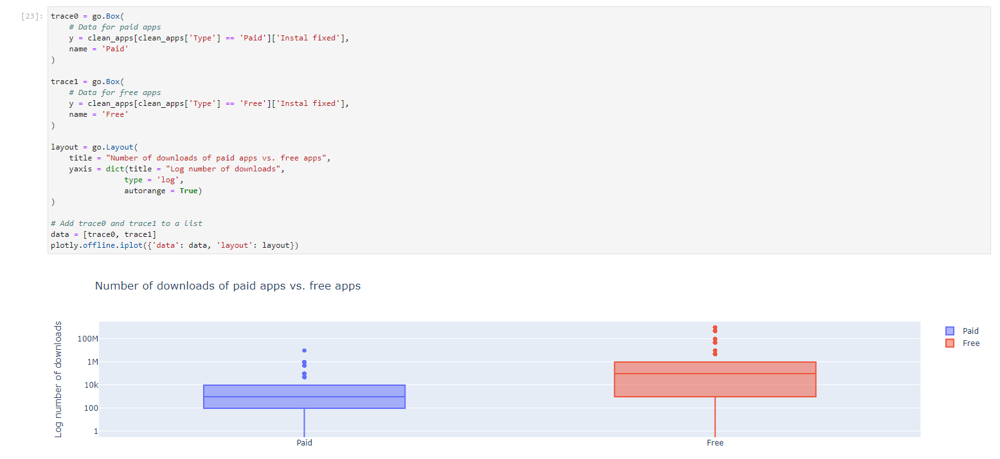 [23]:
trace0 = go.Box(
    # Data for paid apps
    y = clean_apps[clean_apps['Type'] == 'Paid']['Instal fixed'],
    name = 'Paid'
)
trace1 = go.Box(
    # Data for free apps
    y = clean_apps[clean_apps['Type'] == 'Free']['Instal fixed'],
    name = 'Free'
)
layout = go.Layout(
    title = "Number of downloads of paid apps vs. free apps",
    yaxis = dict(title = "Log number of downloads",
                type = 'log',
                autorange = True)
)
# Add trace0 and trace1 to a list
data = [trace0, trace1]
plotly.offline.iplot({'data': data, 'layout': layout})
Number of downloads of paid apps vs. free apps
Log number of downloads
100M
1M
10k
100
1
Paid
Free
Paid
Free